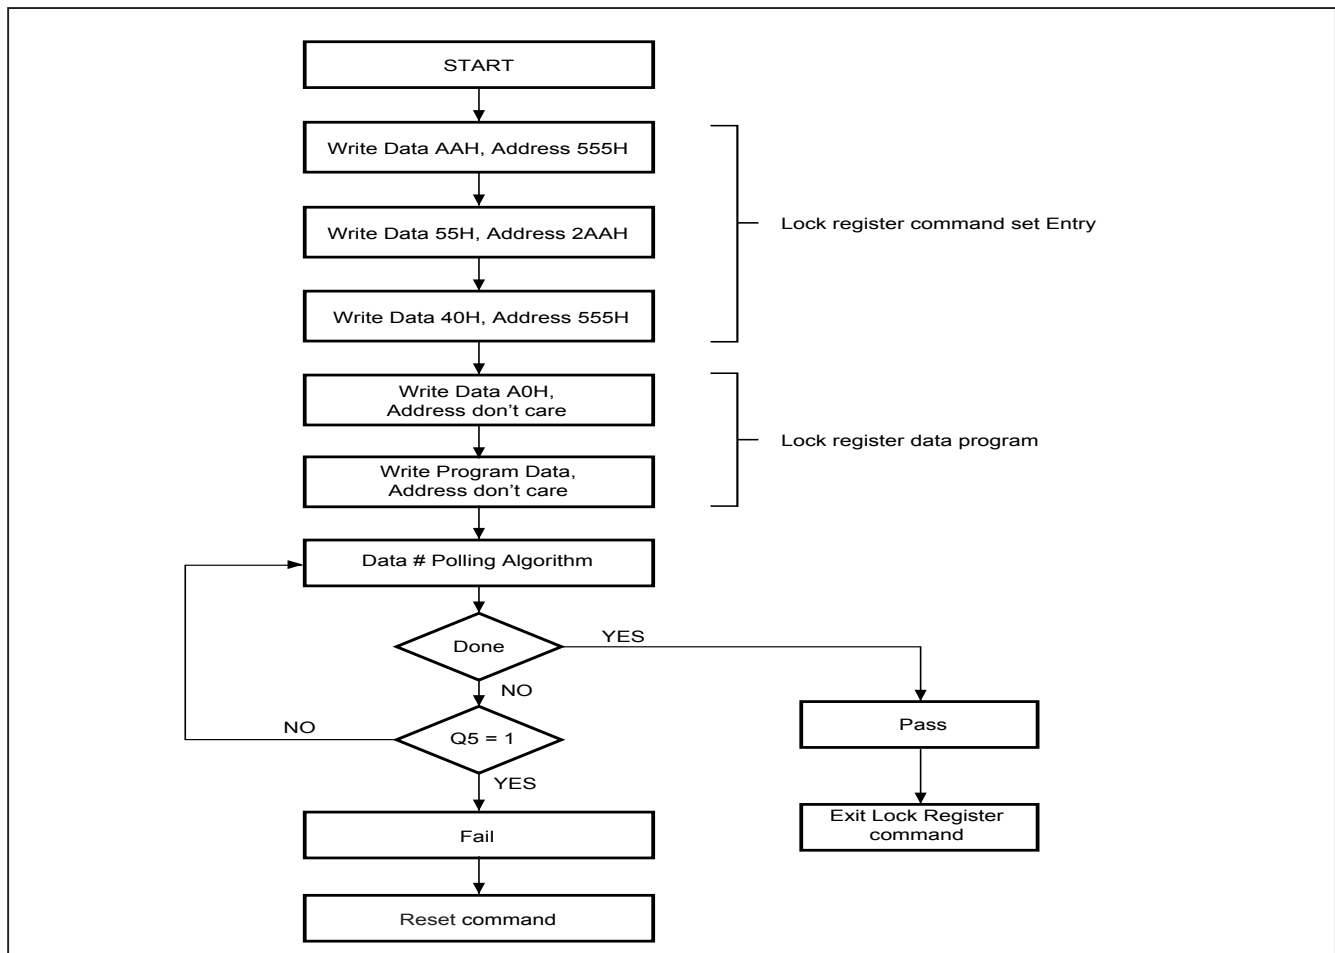 START
Write Data AAH, Address 555H
Write Data 55H, Address 2AAH
Lock register command set Entry
Write Data 40H, Address 555H
Write Data A0H,
Address don't care
Lock register data program
Write Program Data,
Address don't care
Data # Polling Algorithm
Done
YES
NO
Q5 = 1
NO
YES
Pass
Fail
Exit Lock Register
command
Reset command